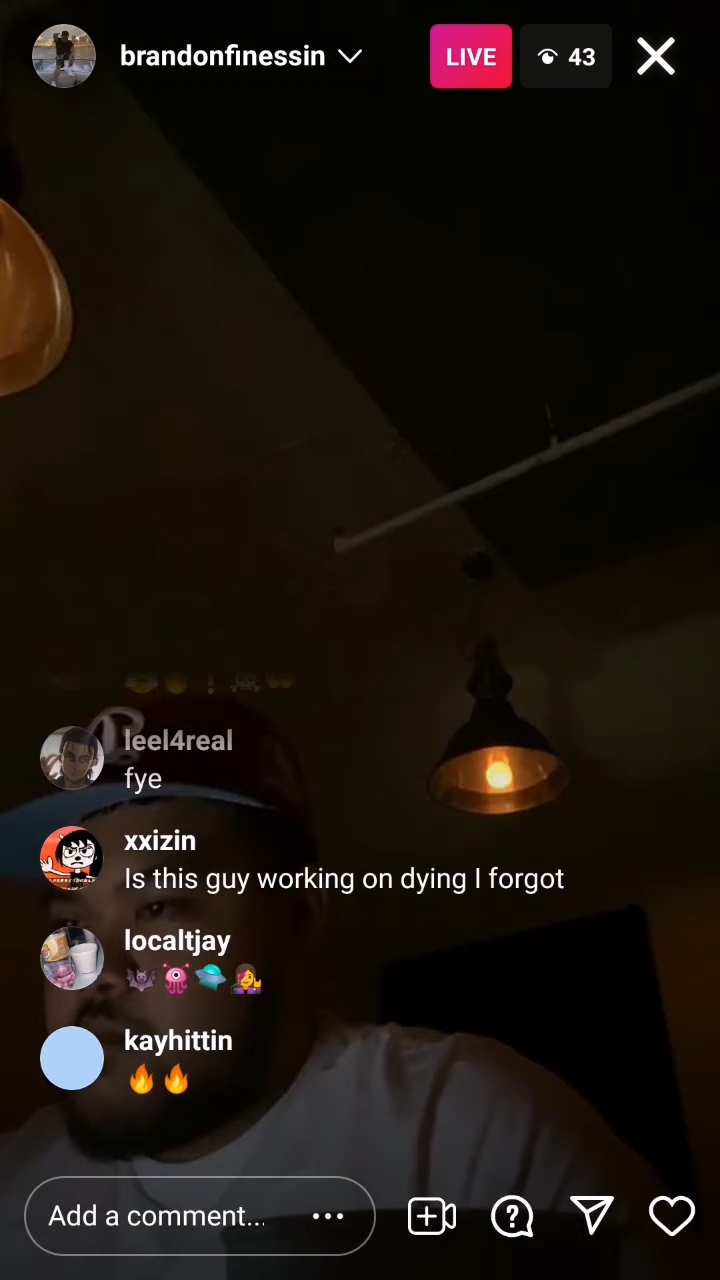 brandonfinessin
LIVE
43
leel4real
fye
xxizin
Is this guy working on dying I forgot
localtjay
🦇👾🛸👩‍🎤
kayhittin
🔥🔥
Add a comment...